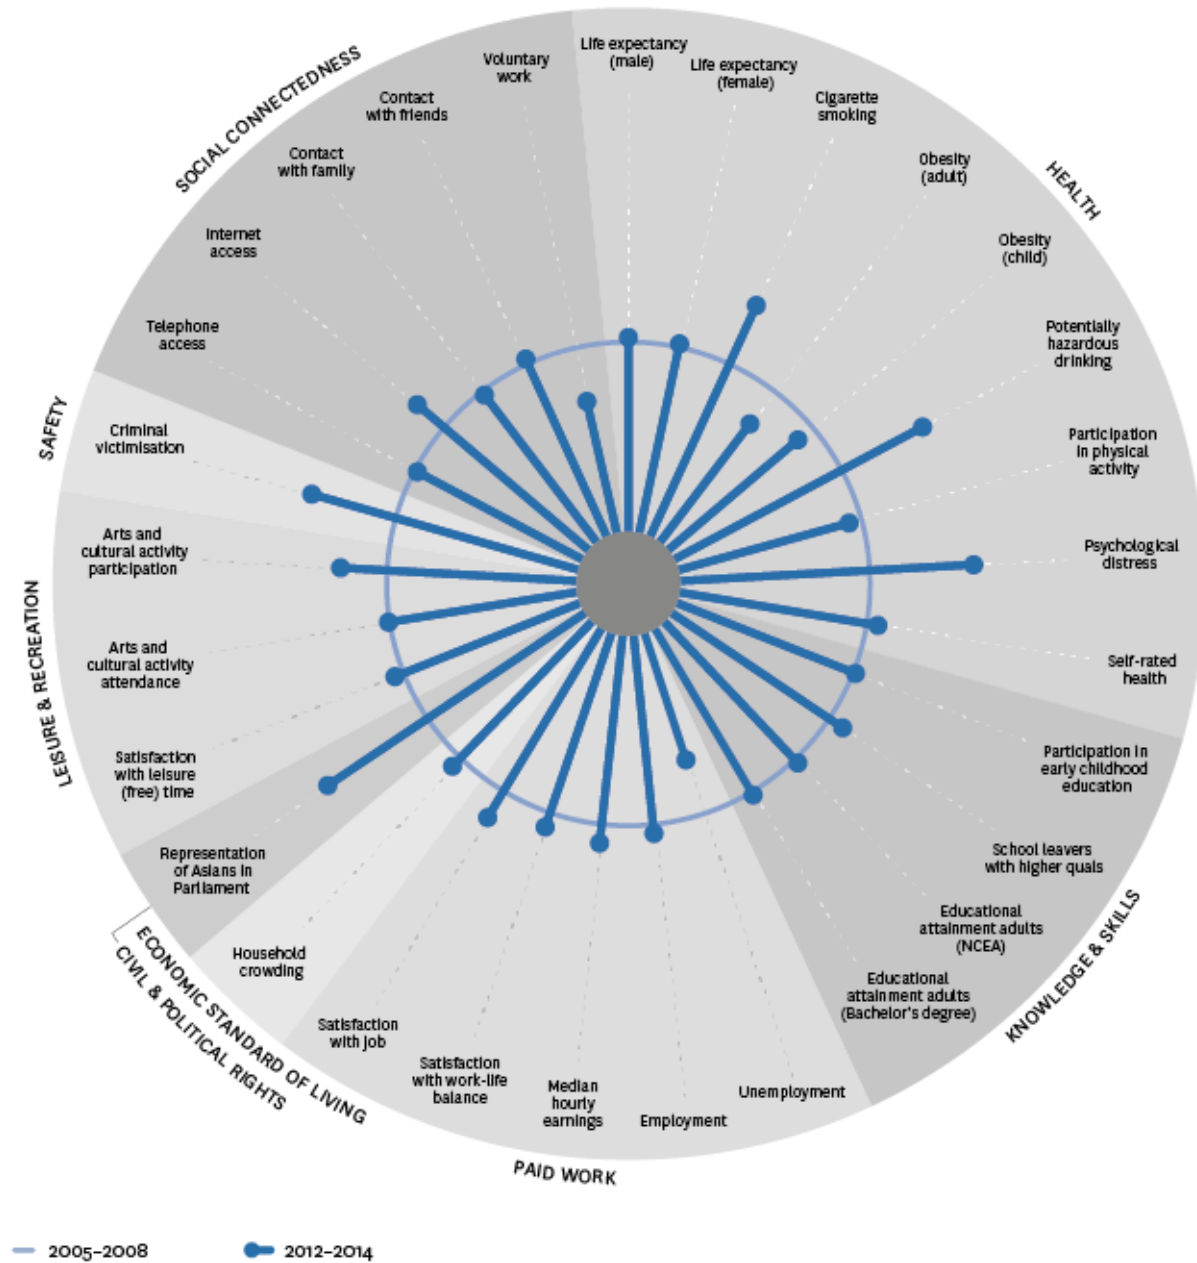 SOCIAL CONNECTEDNESS
Voluntary
work
Contact
with friends
Contact
with family
Internet
access
Telephone
access
HEALTH
Life expectancy
(male)
Life expectancy
(female)
Cigarette
smoking
Obesity
(adult)
Obesity
(child)
Potentially
hazardous
drinking
Participation
in physical
activity
Psychological
distress
Self-rated
health
KNOWLEDGE & SKILLS
Participation in
early childhood
education
School leavers
with higher quals
Educational
attainment adults
(NCEA)
Educational
attainment adults
(Bachelor's degree)
PAID WORK
Unemployment
Employment
Median
hourly
earnings
Satisfaction
with work-life
balance
Satisfaction
with job
ECONOMIC STANDARD OF LIVING
Household
crowding
CIVIL & POLITICAL RIGHTS
Representation
of Asians in
Parliament
LEISURE & RECREATION
Satisfaction
with leisure
(free) time
Arts and
cultural activity
attendance
Arts and
cultural activity
participation
SAFETY
Criminal
victimisation
2005–2008
2012–2014